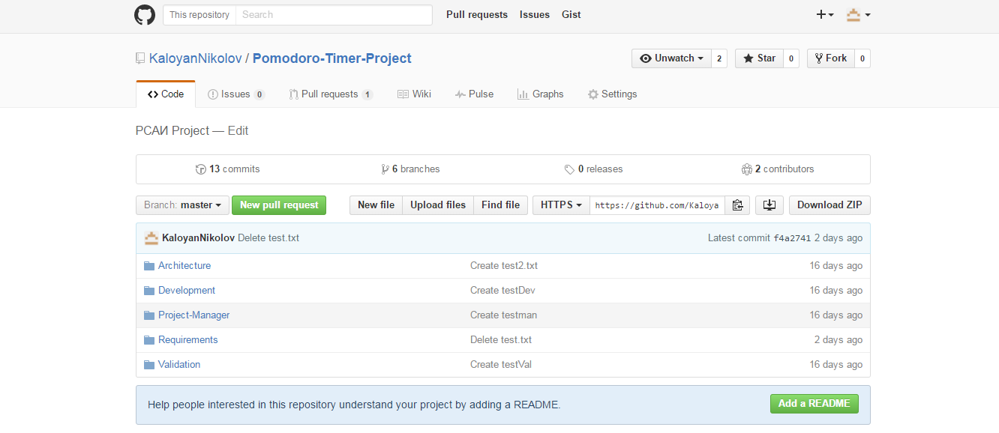 This repository Search Pull requests Issues Gist
KaloyanNikolov / Pomodoro-Timer-Project Unwatch 2 Star 0 Fork 0
Code Issues 0 Pull requests 1 Wiki Pulse Graphs Settings
РСАИ Project — Edit
13 commits 6 branches 0 releases 2 contributors
Branch: master New pull request New file Upload files Find file HTTPS https://github.com/Kaloya Download ZIP
KaloyanNikolov Delete test.txt Latest commit f4a2741 2 days ago
Architecture Create test2.txt 16 days ago
Development Create testDev 16 days ago
Project-Manager Create testman 16 days ago
Requirements Delete test.txt 2 days ago
Validation Create testVal 16 days ago
Help people interested in this repository understand your project by adding a README. Add a README